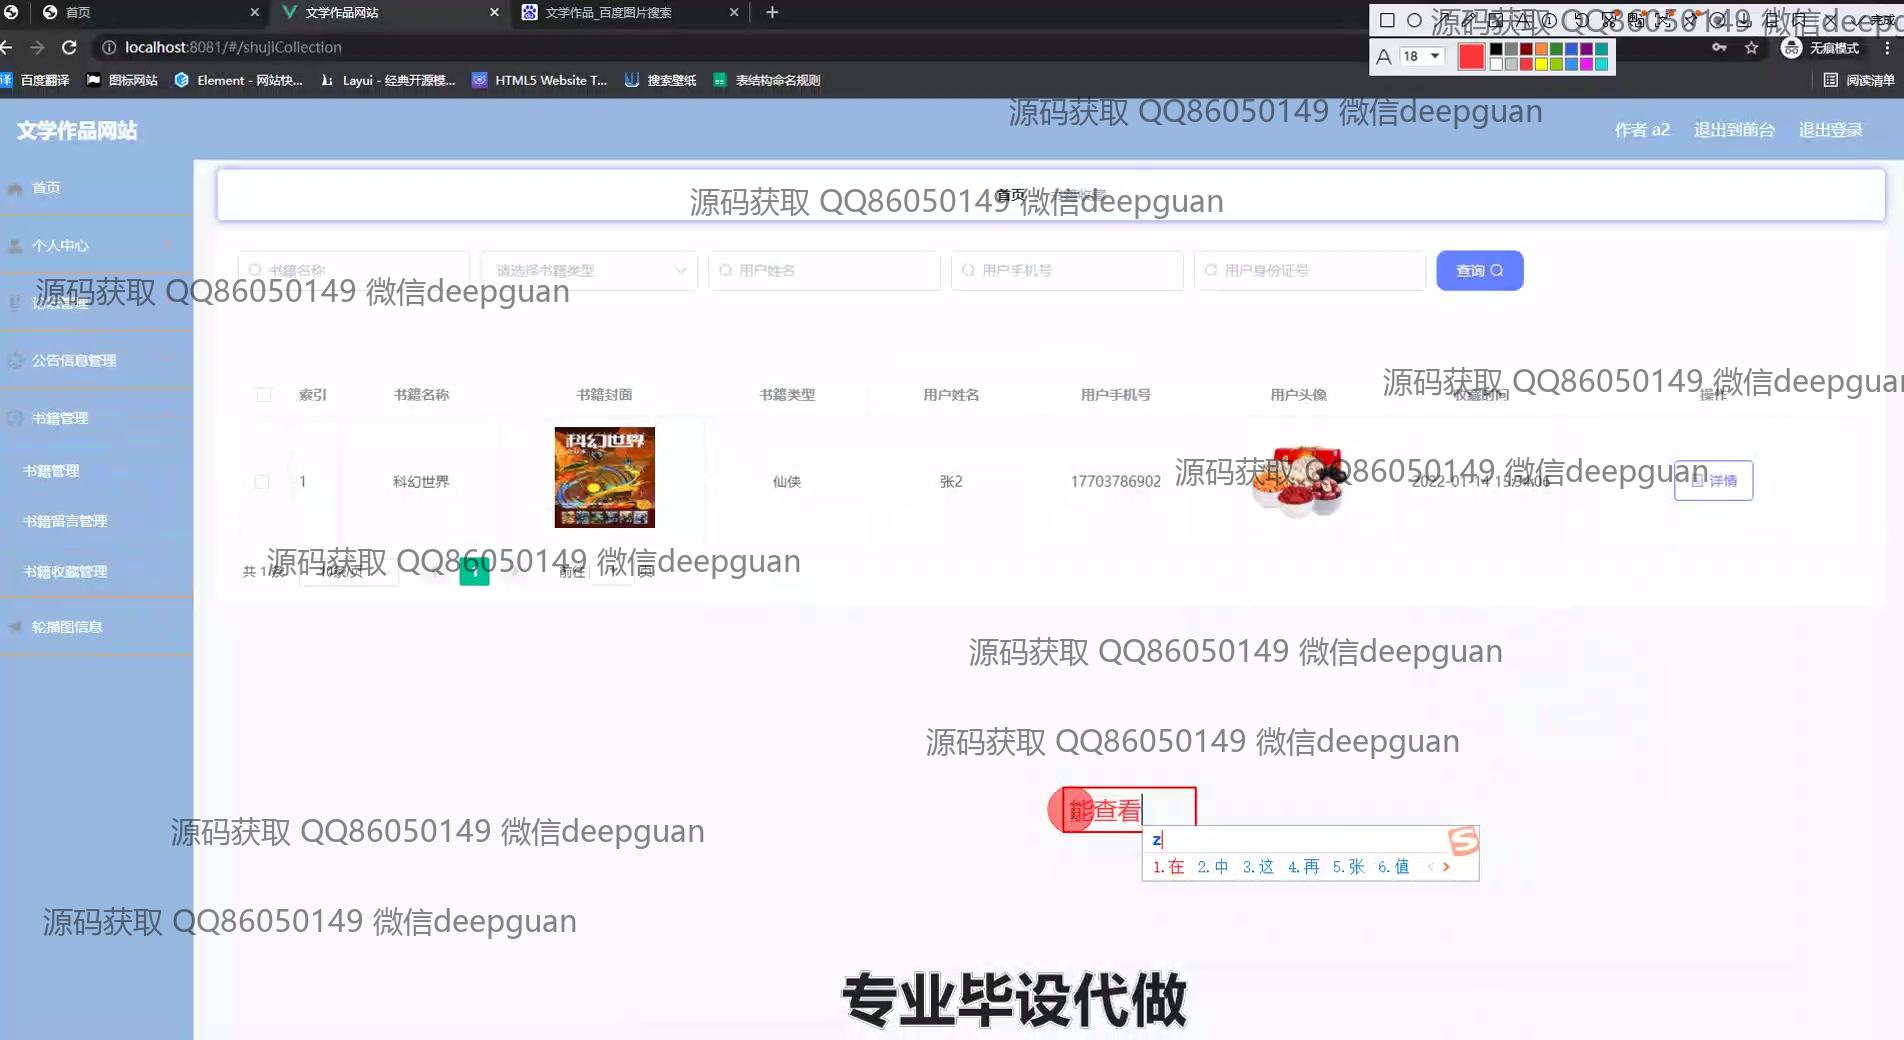 首页
文学作品网站
文学作品_百度图片搜索
完成
源码获取 QQ86050149 微信deepg
localhost:8081/#/shujiCollection
18
无痕模式
百度翻译
图标网站
Element - 网站快...
Layui - 经典开源模...
HTML5 Website T...
搜索壁纸
表结构命名规则
阅读清单
源码获取 QQ86050149 微信deepguan
文学作品网站
作者 a2
退出到前台
退出登录
首页
首页
源码获取 QQ86050149 微信deepguan
个人中心
书籍名称
请选择书籍类型
用户姓名
用户手机号
用户身份证号
查询
源码获取 QQ86050149 微信deepguan
公告信息管理
源码获取 QQ86050149 微信deepguan
索引
书籍名称
书籍封面
书籍类型
用户姓名
用户手机号
用户头像
收藏时间
操作
书籍管理
书籍管理
科幻世界
1
科幻世界
仙侠
张2
17703786902
源码获取 QQ86050149 微信deepguan
2022-01-14 15:54:06
详情
书籍留言管理
书籍收藏管理
源码获取 QQ86050149 微信deepguan
共 1 条
10条/页
1
前往
1
页
轮播图信息
源码获取 QQ86050149 微信deepguan
源码获取 QQ86050149 微信deepguan
能查看
z
1.在 2.中 3.这 4.再 5.张 6.值
源码获取 QQ86050149 微信deepguan
源码获取 QQ86050149 微信deepguan
专业毕设代做